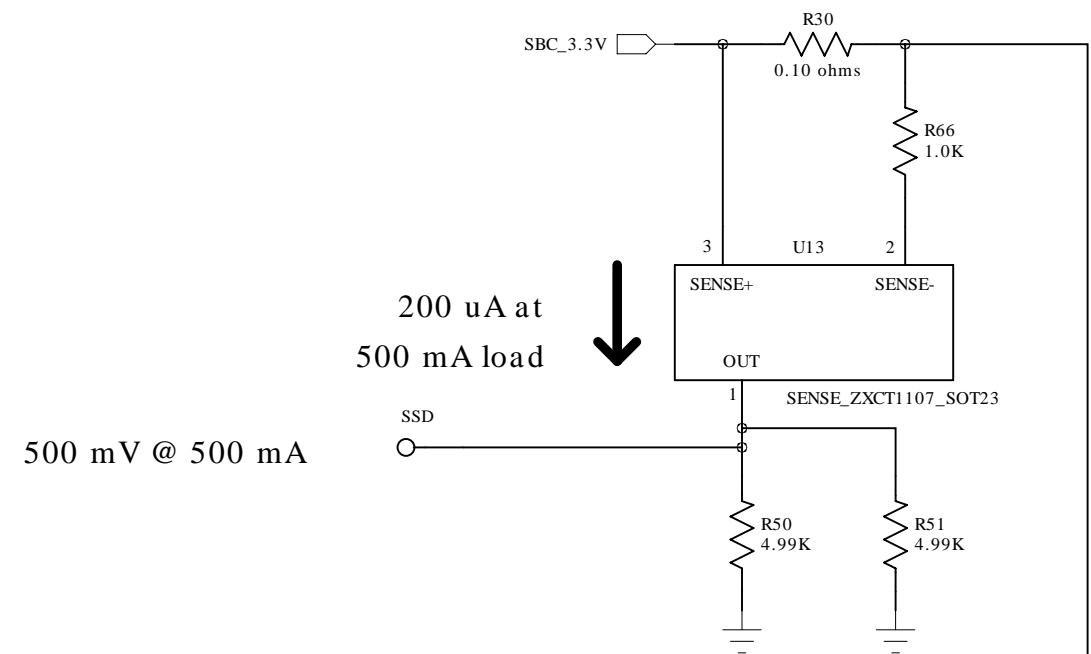 R30
SBC_3.3V
0.10 ohms
R66
1.0K
3 U13 2
SENSE+ SENSE-
200 uA at
500 mA load
OUT
1 SENSE_ZXCT1107_SOT23
SSD
500 mV @ 500 mA
R50 R51
4.99K 4.99K